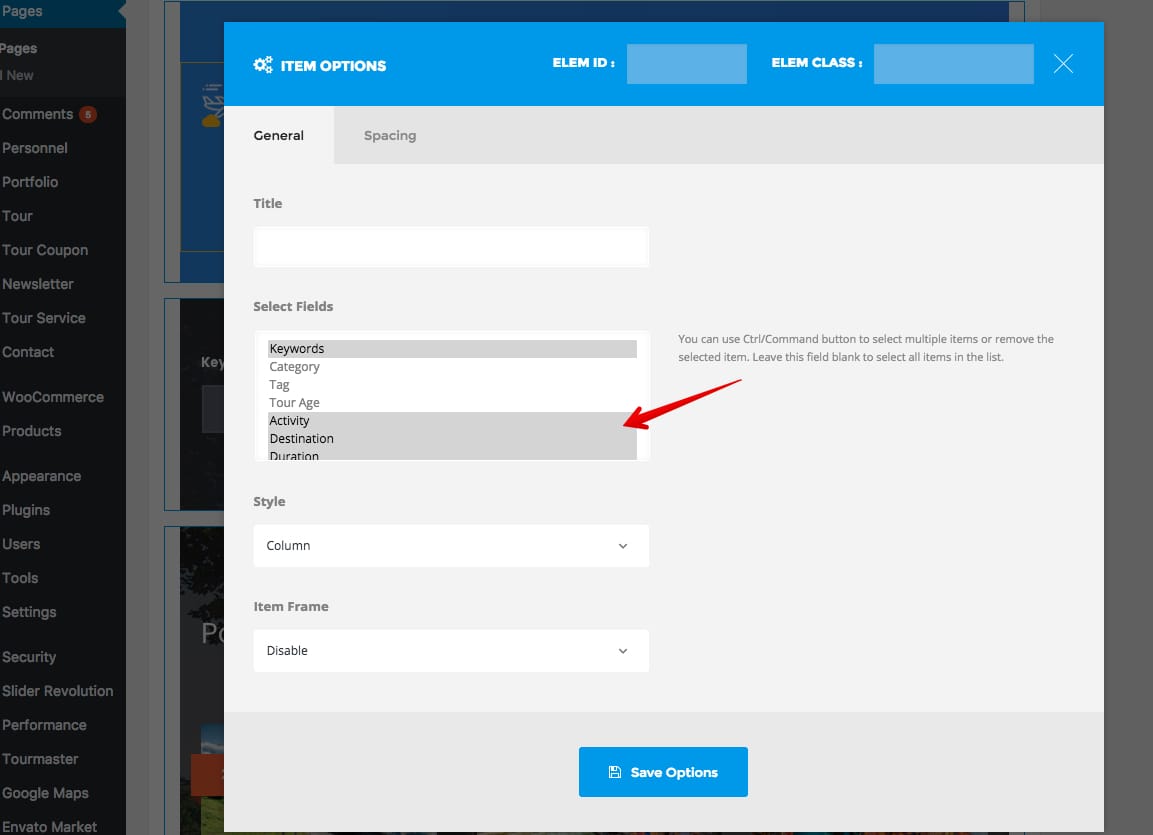 Pages
Pages
New
Comments 5
Personnel
Portfolio
Tour
Tour Coupon
Newsletter
Tour Service
Contact
WooCommerce
Products
Appearance
Plugins
Users
Tools
Settings
Security
Slider Revolution
Performance
Tourmaster
Google Maps
Envato Market
Key
Po
ITEM OPTIONS
ELEM ID :
ELEM CLASS :
General
Spacing
Title
Select Fields
Keywords
Category
Tag
Tour Age
Activity
Destination
Duration
You can use Ctrl/Command button to select multiple items or remove the
selected item. Leave this field blank to select all items in the list.
Style
Column
Item Frame
Disable
Save Options